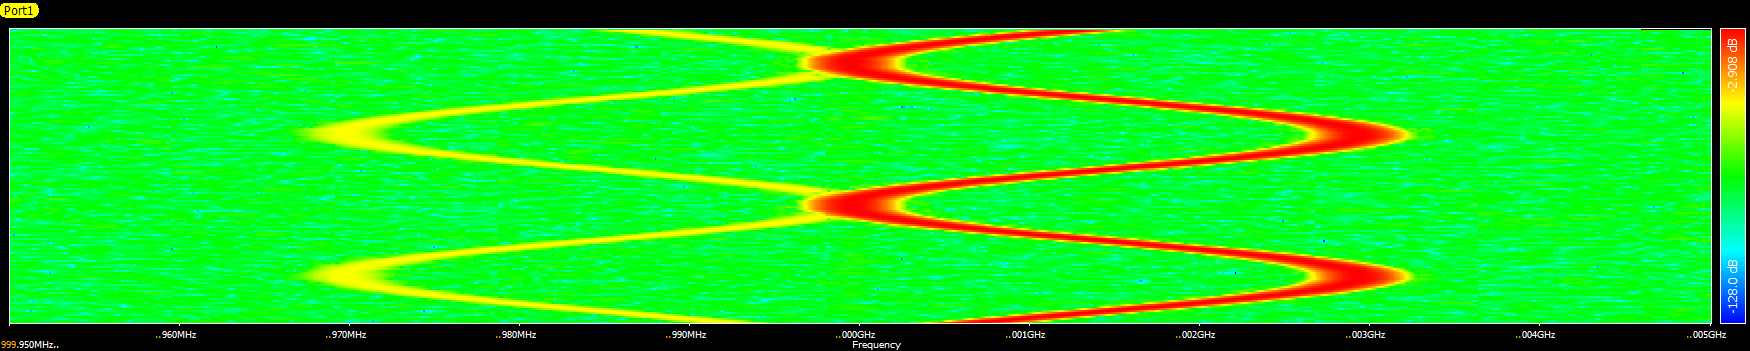 Port1
-2.908 dB
-128.0 dB
..960MHz ..970MHz ..980MHz ..990MHz ..000GHz ..001GHz ..002GHz ..003GHz ..004GHz ..005GHz
999.950MHz.. Frequency